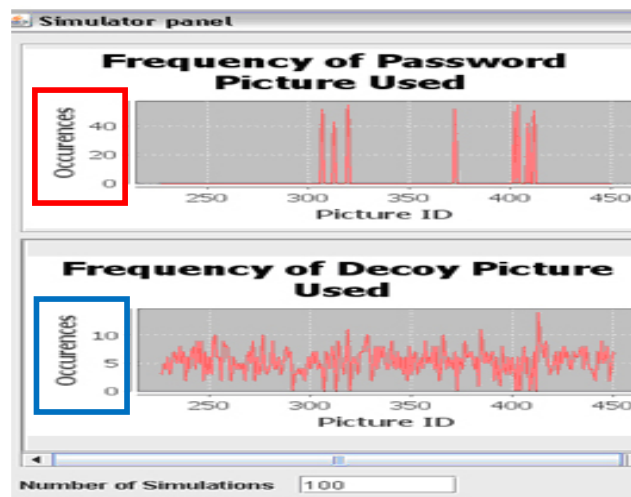 Simulator panel
Frequency of Password
Picture Used
Occurences
40
20
0
250 300 350 400 450
Picture ID
Frequency of Decoy Picture
Used
Occurences
10
5
0
250 300 350 400 450
Picture ID
Number of Simulations 100